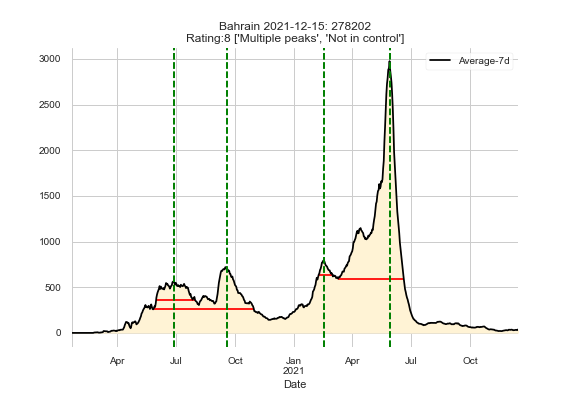 Bahrain 2021-12-15: 278202
Rating:8 ['Multiple peaks', 'Not in control']
Average-7d
3000
2500
2000
1500
1000
500
0
Apr Jul Oct Jan Apr Jul Oct
2021
Date